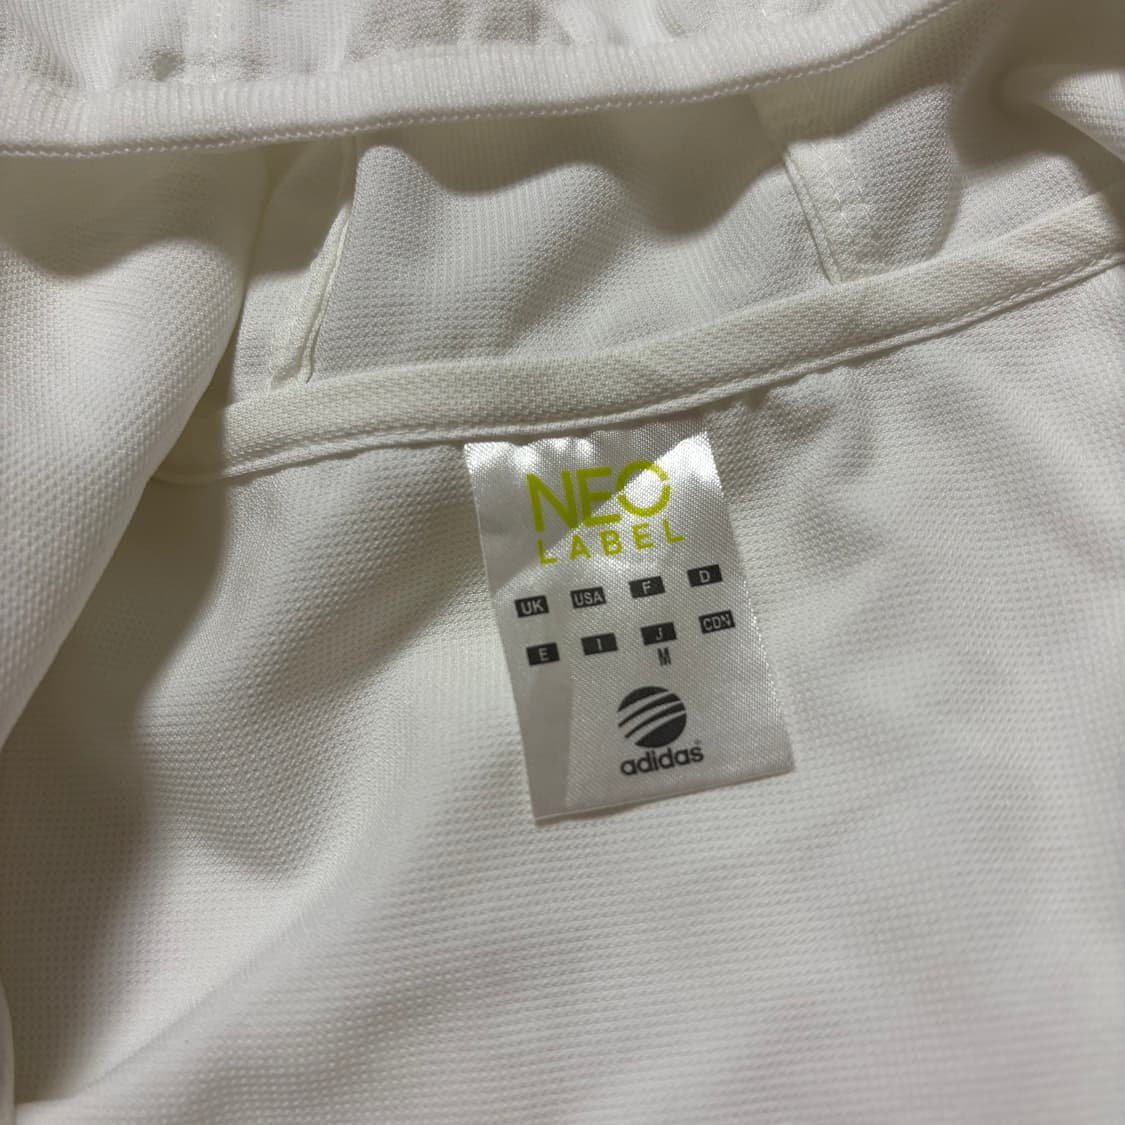 NEO
LABEL
UK USA F D
E I J CDN
M
adidas